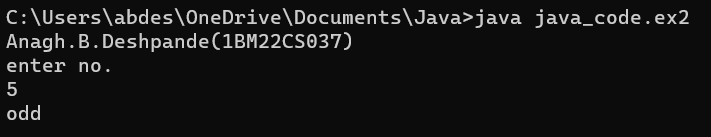 C:\Users\abdes\OneDrive\Documents\Java>java java_code.ex2
Anagh.B.Deshpande(1BM22CS037)
enter no.
5
odd